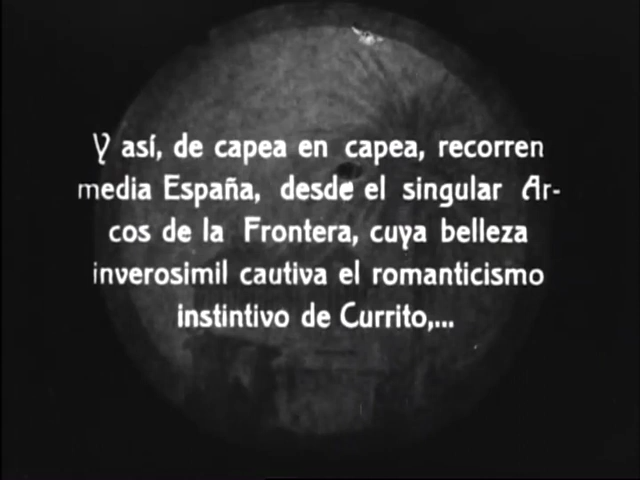 Y así, de capea en capea, recorren
media España, desde el singular Ar-
cos de la Frontera, cuya belleza
inverosimil cautiva el romanticismo
instintivo de Currito,...